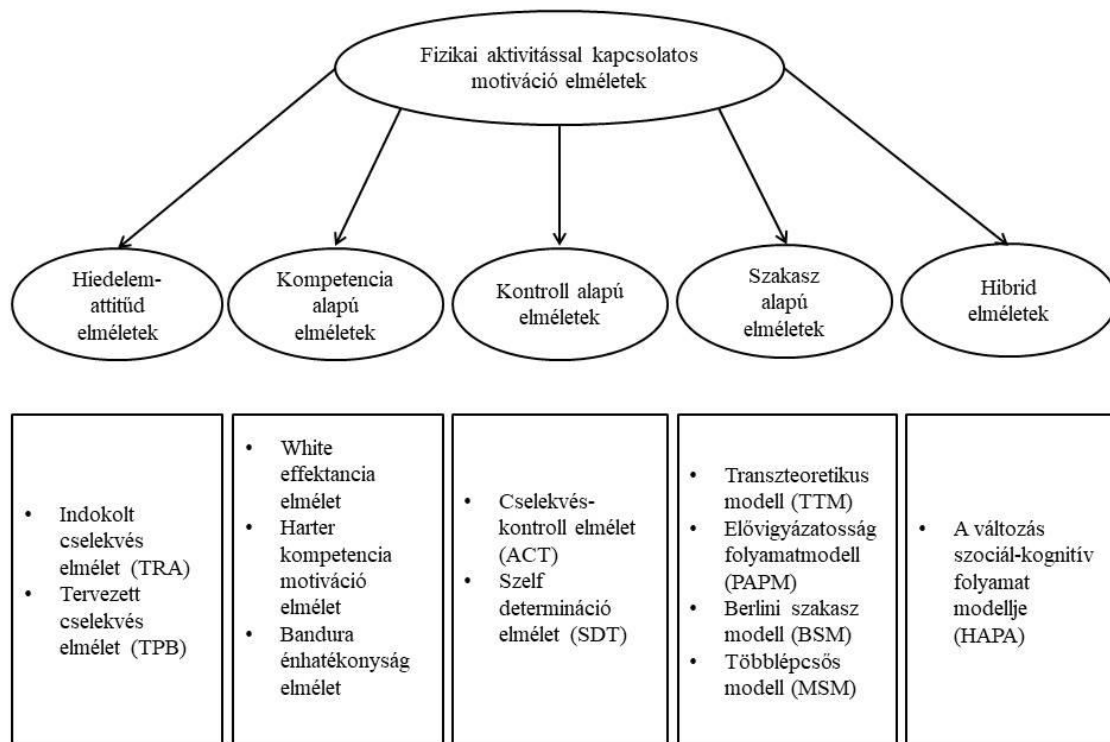 Fizikai aktivitással kapcsolatos
motiváció elméletek
Hiedelem-
attitűd
elméletek
Kompetencia
alapú
elméletek
Kontroll alapú
elméletek
Szakasz
alapú
elméletek
Hibrid
elméletek
• Indokolt
cselekvés
elmélet (TRA)
• Tervezett
cselekvés
elmélet (TPB)
• White
effektancia
elmélet
• Harter
kompetencia
motiváció
elmélet
• Bandura
énhatékonyság
elmélet
• Cselekvés-
kontroll elmélet
(ACT)
• Szelf
determináció
elmélet (SDT)
• Transzteoretikus
modell (TTM)
• Elővigyázatosság
folyamatmodell
(PAPM)
• Berlini szakasz
modell (BSM)
• Többlépcsős
modell (MSM)
• A változás
szociál-kognitív
folyamat
modellje
(HAPA)